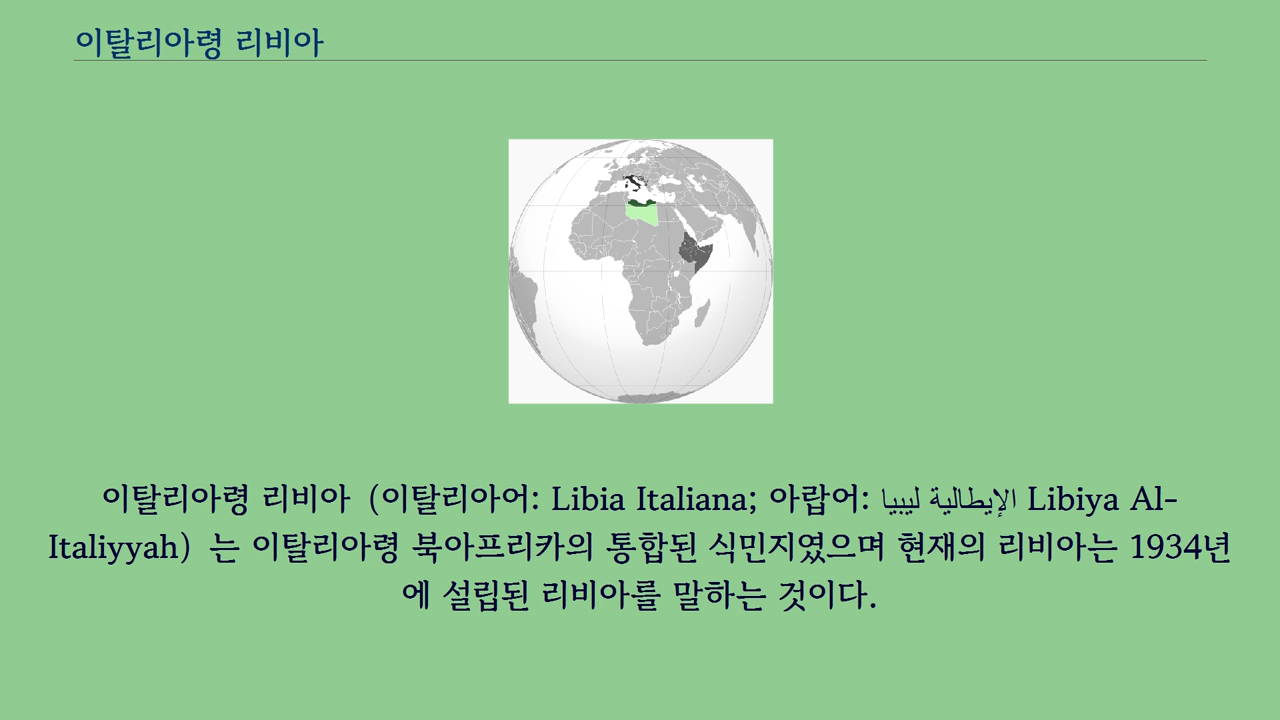 이탈리아령 리비아
이탈리아령 리비아 (이탈리아어: Libia Italiana; 아랍어: ليبيا الإيطالية Libiya Al-
Italiyyah) 는 이탈리아령 북아프리카의 통합된 식민지였으며 현재의 리비아는 1934년
에 설립된 리비아를 말하는 것이다.